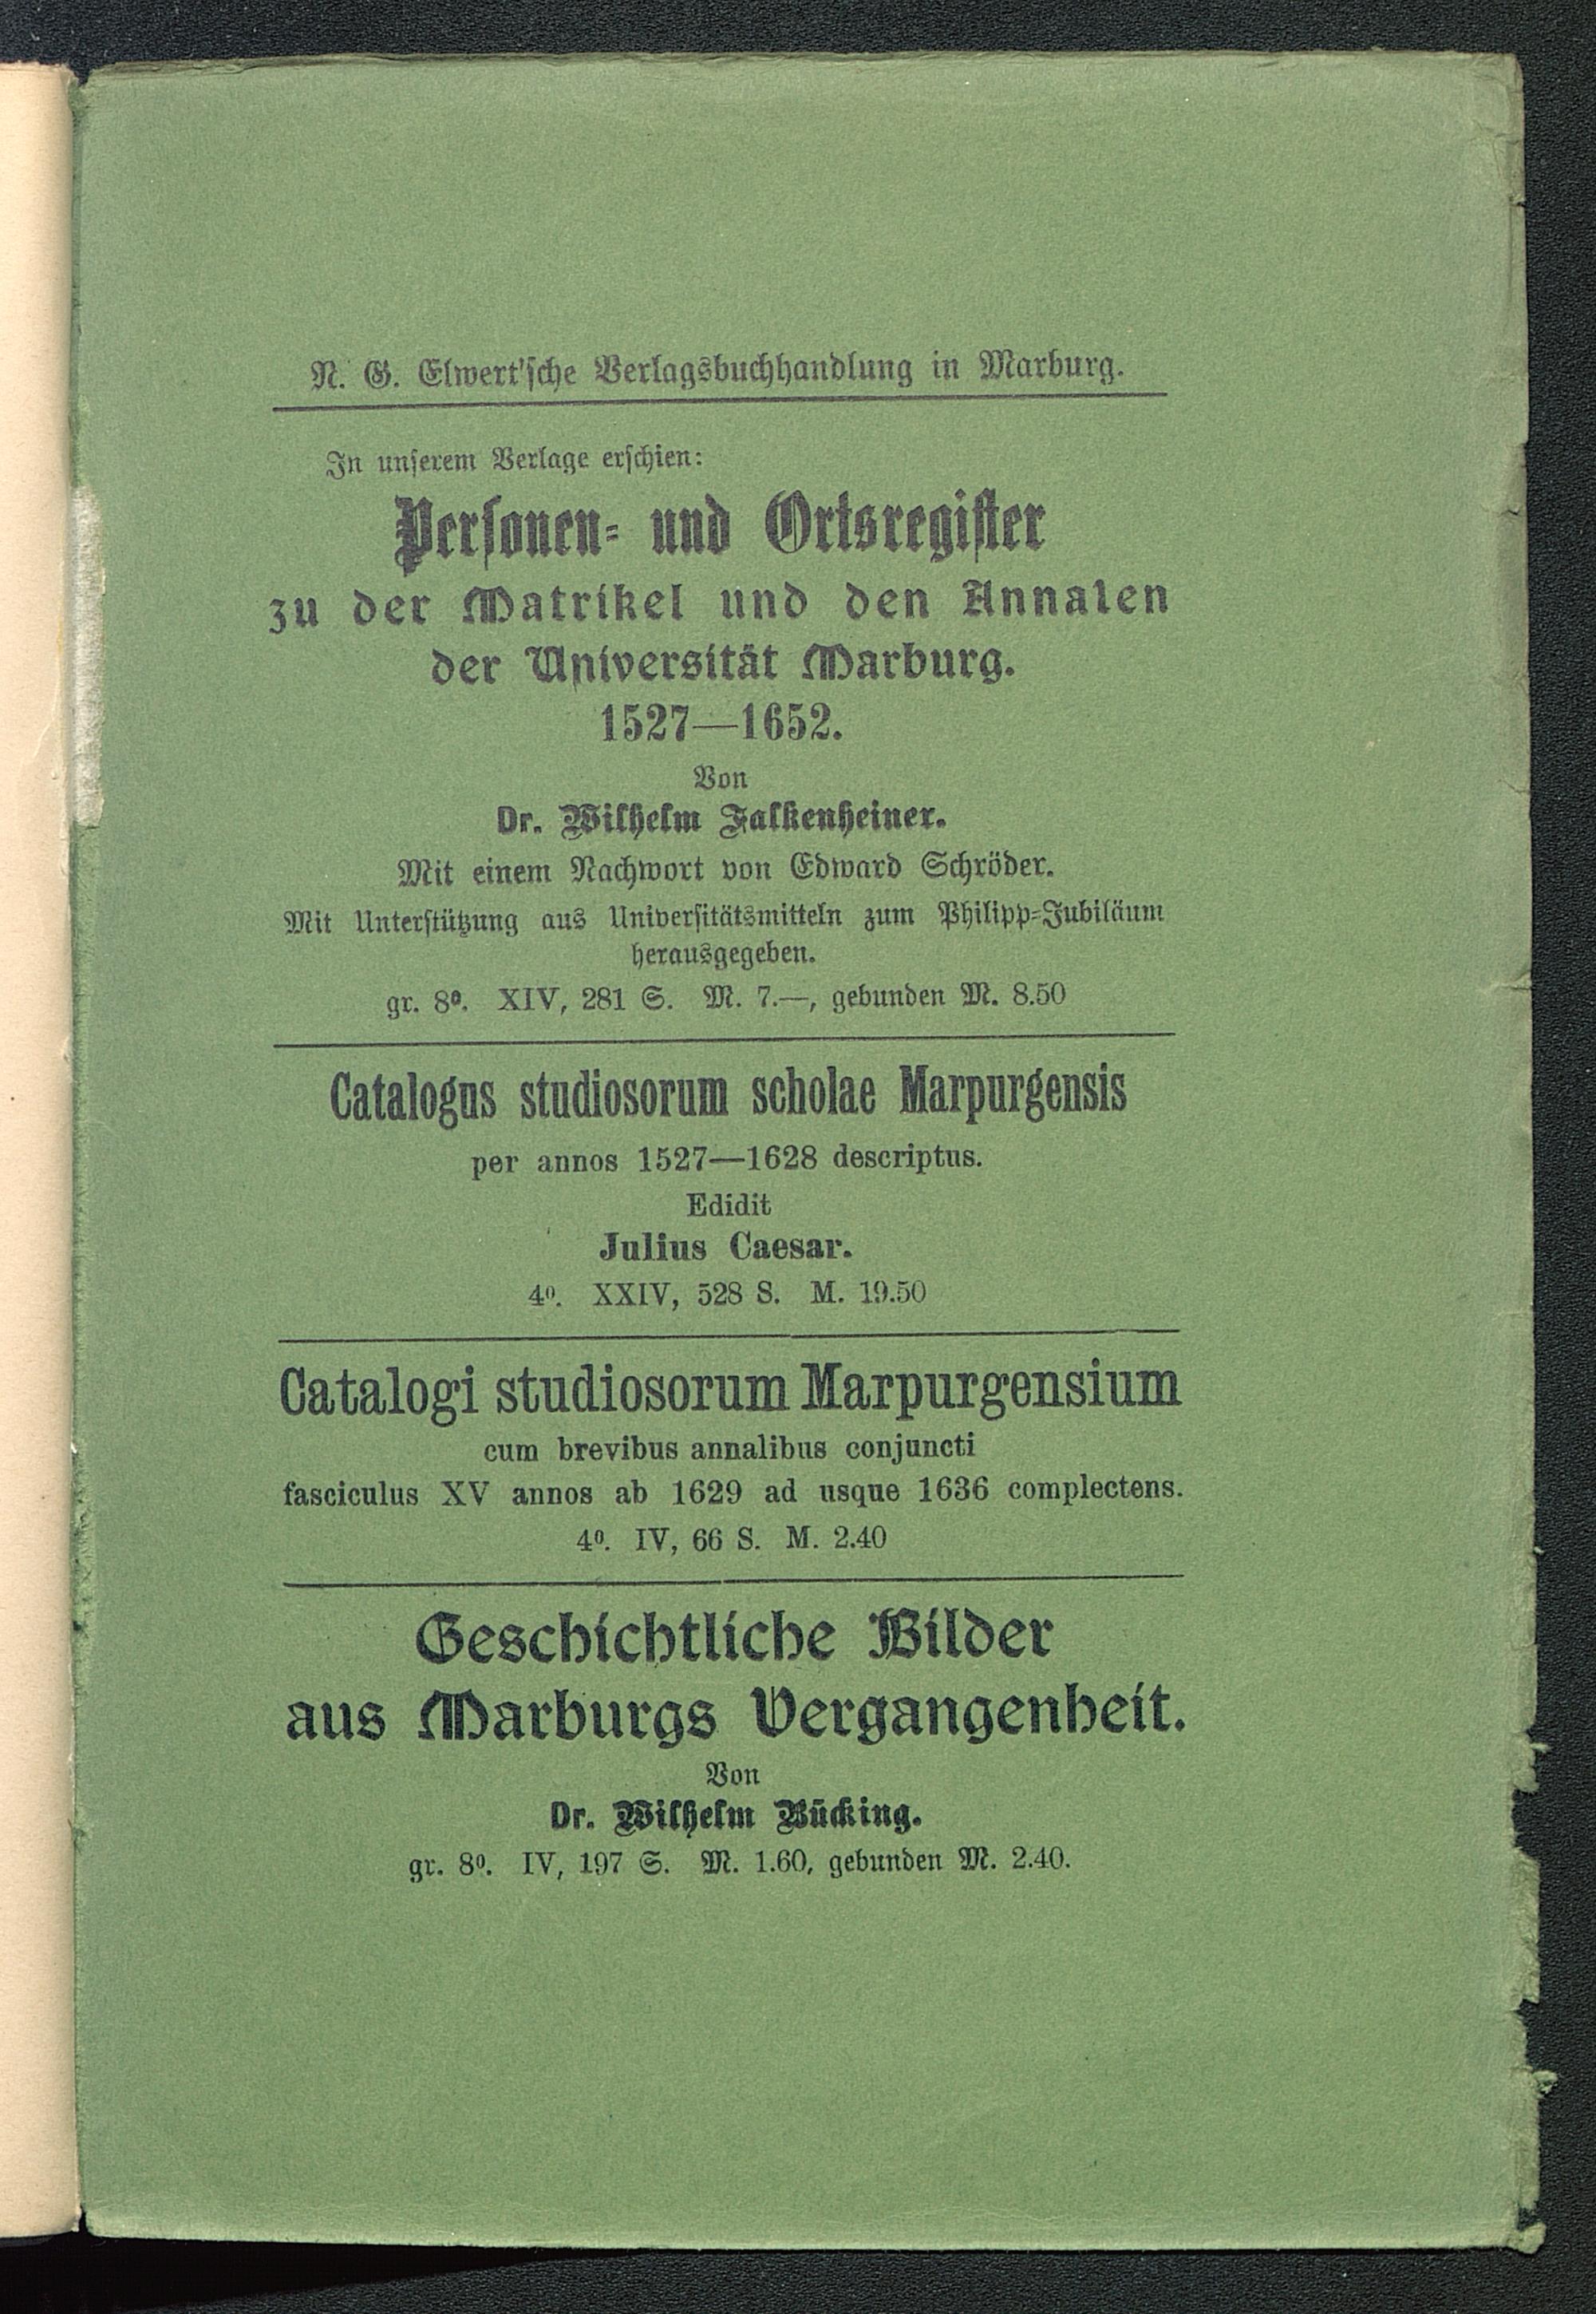 N. G. Elwert'sche Verlagsbuchhandlung in Marburg.
In unserem Verlage erschien:
Personen- und Ortsregister
zu der Matrikel und den Annalen
der Universität Marburg.
1527—1652.
Von
Dr. Wilhelm Falkenheiner.
Mit einem Nachwort von Edward Schröder.
Mit Unterstützung aus Universitätsmitteln zum Philipp-Jubiläum
herausgegeben.
gr. 8⁰. XIV, 281 S. M. 7.—, gebunden M. 8.50
Catalogus studiosorum scholae Marpurgensis
per annos 1527—1628 descriptus.
Edidit
Julius Caesar.
4⁰. XXIV, 528 S. M. 19.50
Catalogi studiosorum Marpurgensium
cum brevibus annalibus conjuncti
fasciculus XV annos ab 1629 ad usque 1636 complectens.
4⁰. IV, 66 S. M. 2.40
Geschichtliche Bilder
aus Marburgs Vergangenheit.
Von
Dr. Wilhelm Bücking.
gr. 8⁰. IV, 197 S. M. 1.60, gebunden M. 2.40.